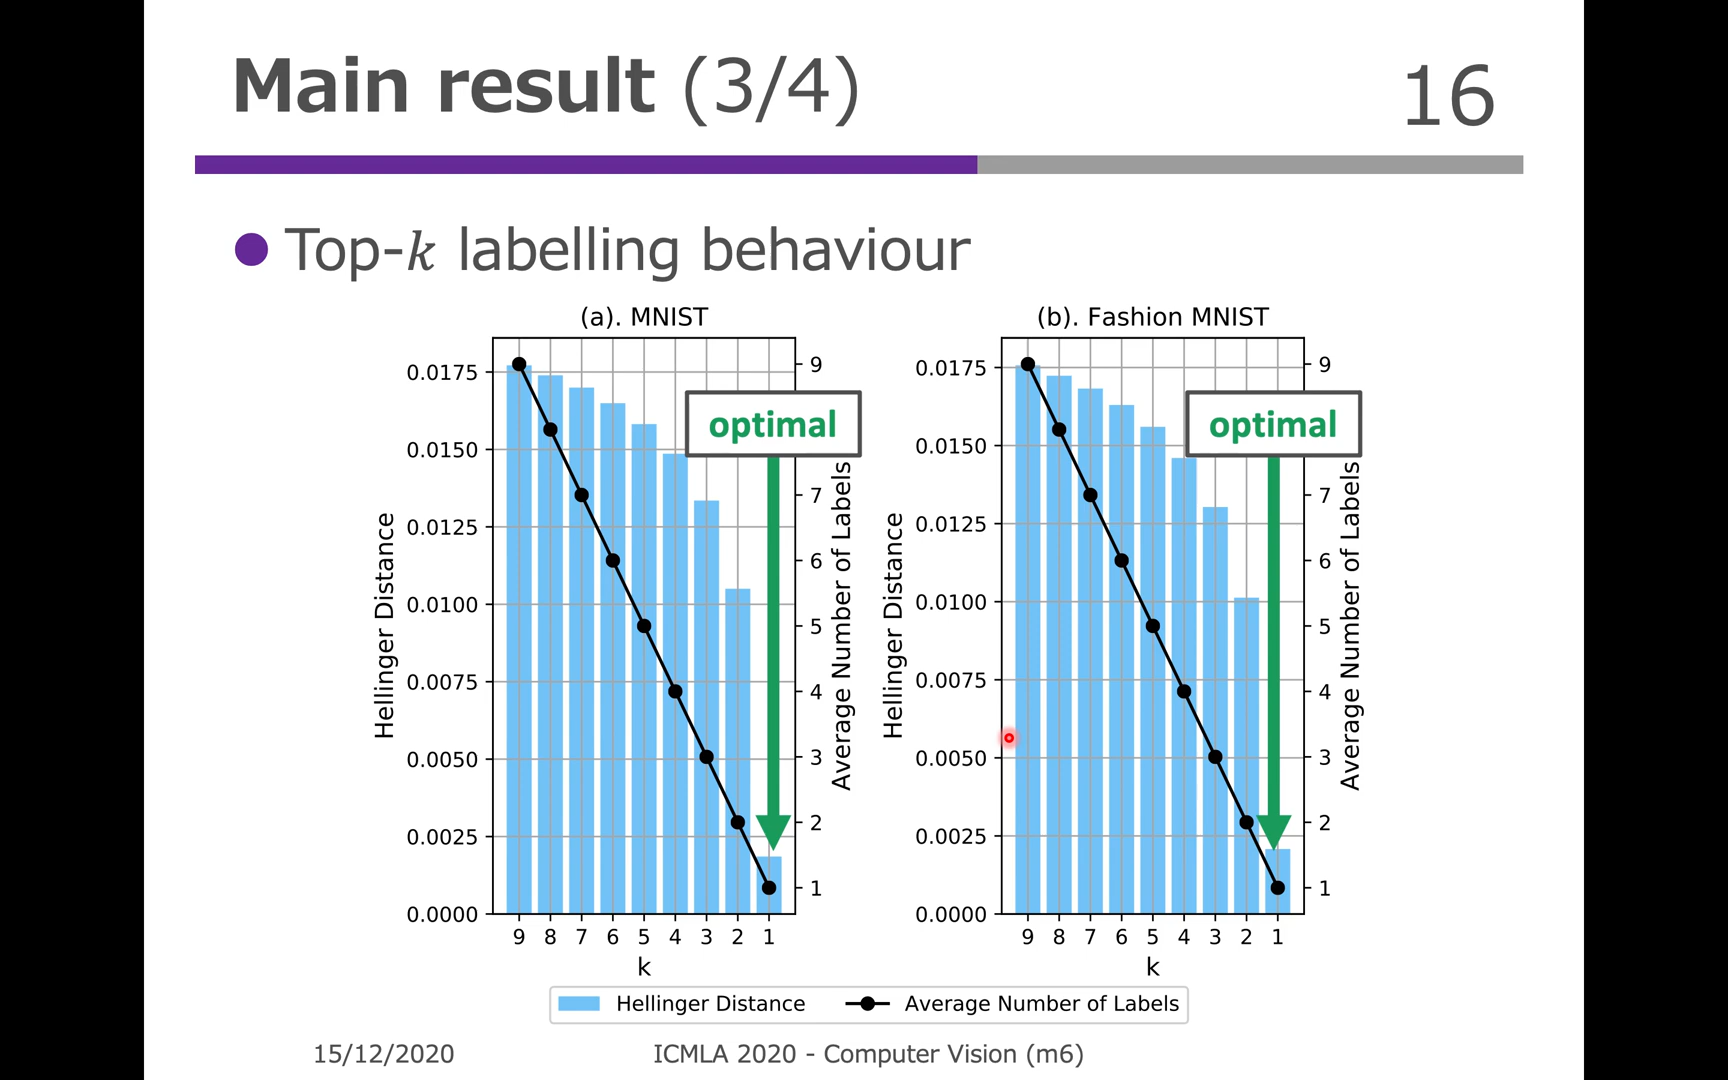 Main result (3/4)
16
Top-k labelling behaviour
(a). MNIST
0.0175
0.0150
0.0125
0.0100
0.0075
0.0050
0.0025
0.0000
Hellinger Distance
9
7
6
5
4
3
2
1
Average Number of Labels
optimal
9 8 7 6 5 4 3 2 1
k
(b). Fashion MNIST
0.0175
0.0150
0.0125
0.0100
0.0075
0.0050
0.0025
0.0000
Hellinger Distance
9
7
6
5
4
3
2
1
Average Number of Labels
optimal
9 8 7 6 5 4 3 2 1
k
Hellinger Distance
Average Number of Labels
15/12/2020
ICMLA 2020 - Computer Vision (m6)